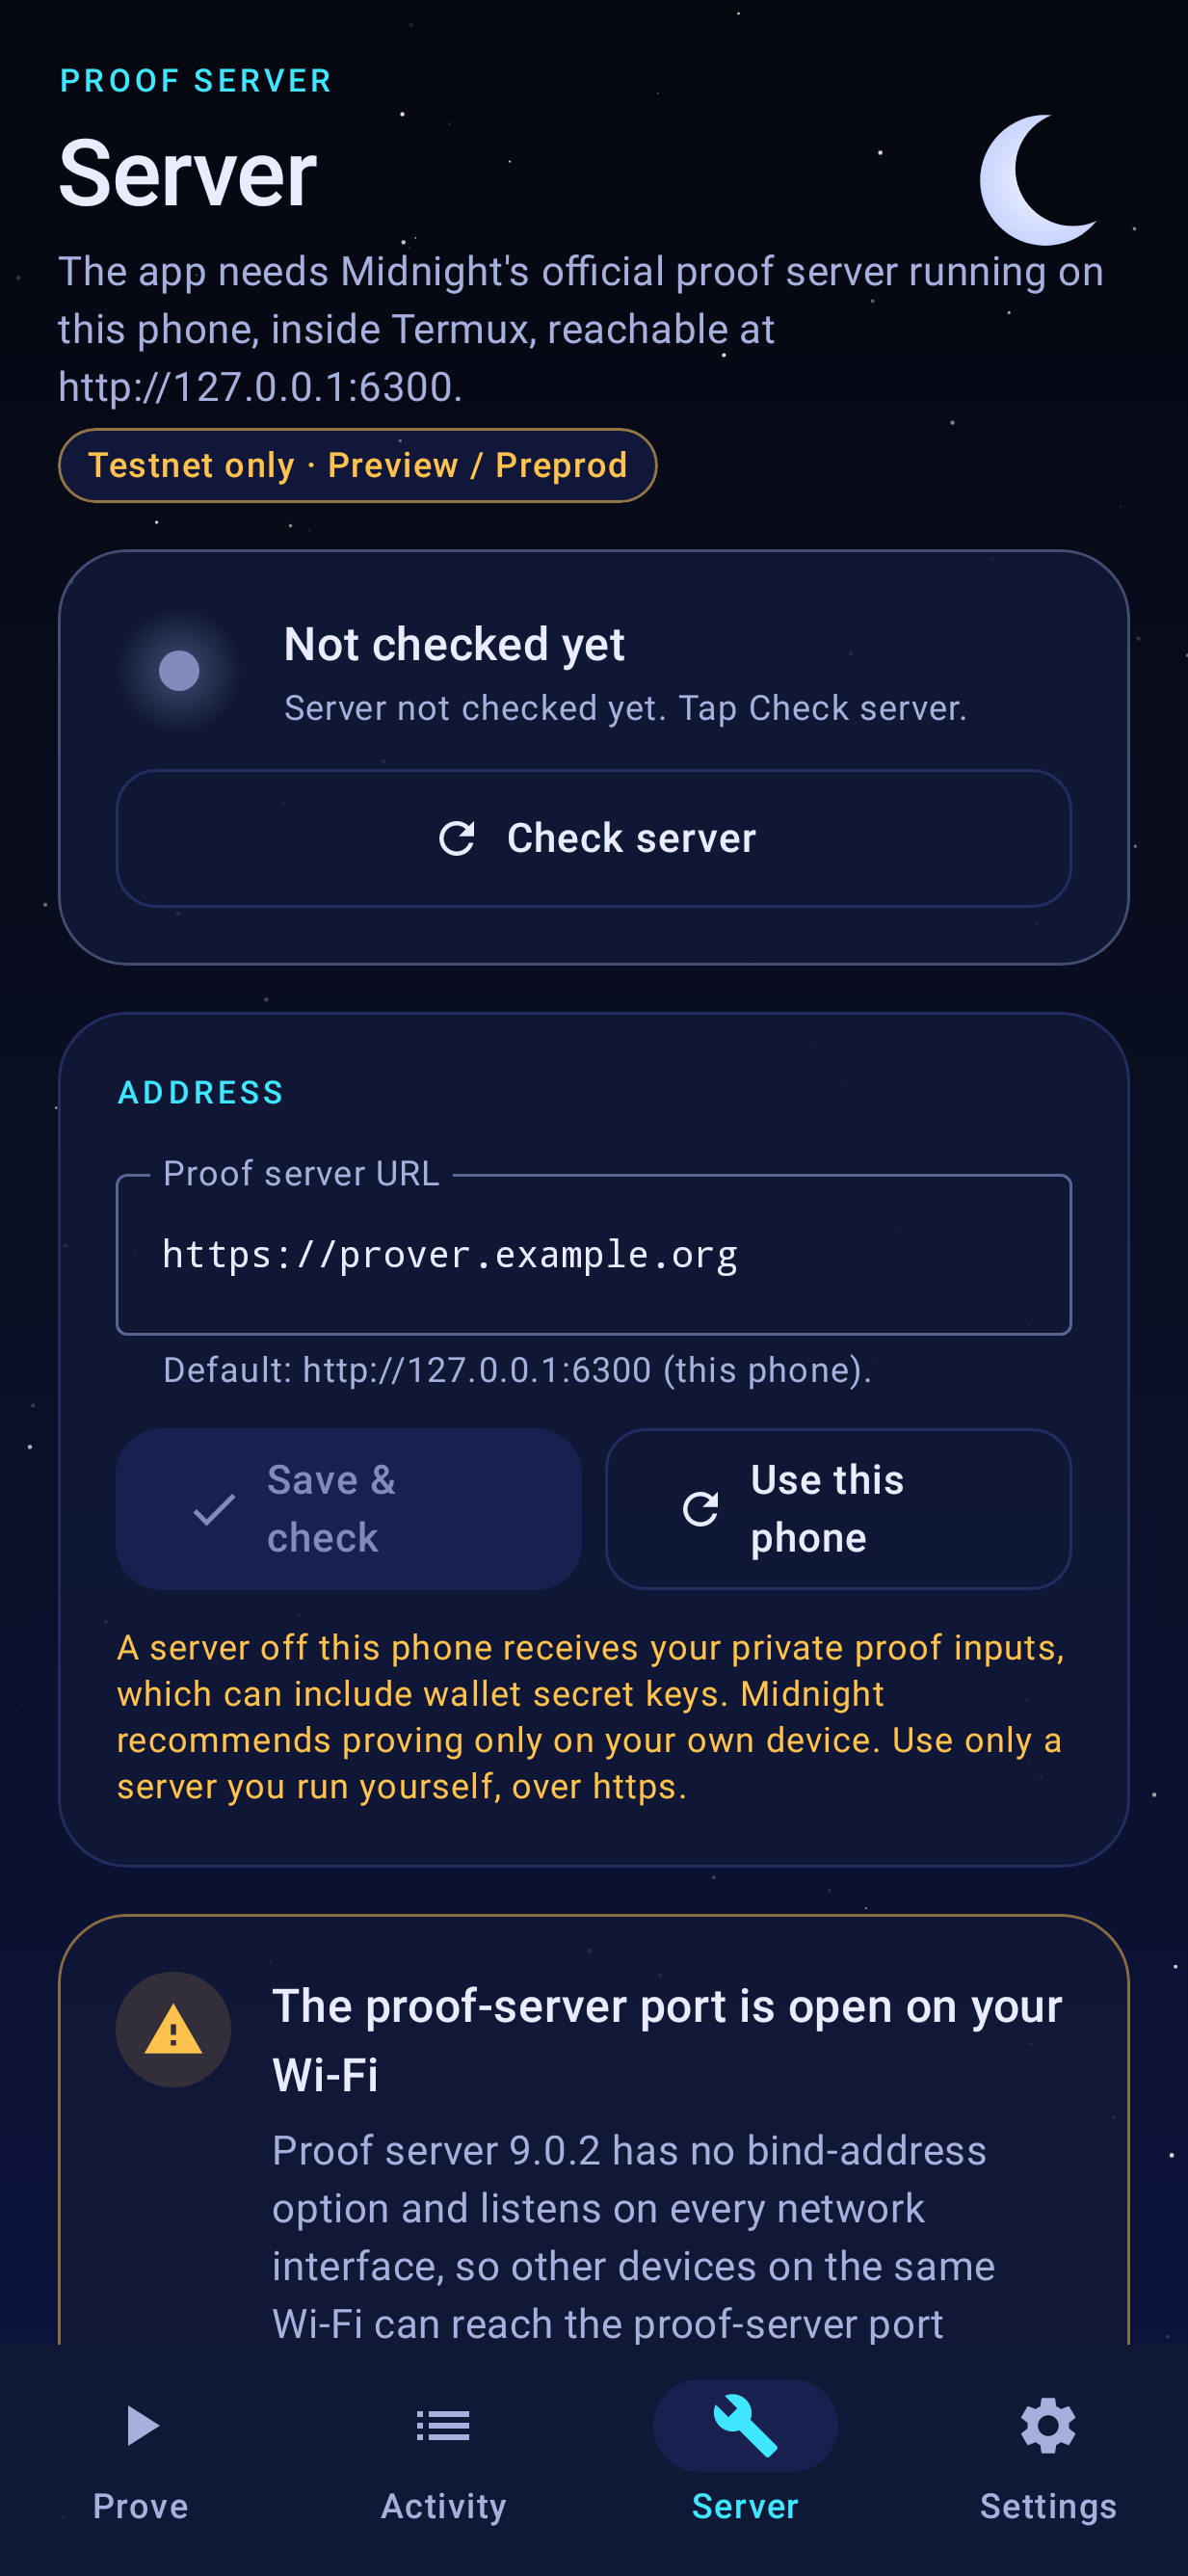 PROOF SERVER
Server
The app needs Midnight's official proof server running on
this phone, inside Termux, reachable at
http://127.0.0.1:6300.
Testnet only · Preview / Preprod
Not checked yet
Server not checked yet. Tap Check server.
Check server
ADDRESS
Proof server URL
https://prover.example.org
Default: http://127.0.0.1:6300 (this phone).
Save &
check
Use this
phone
A server off this phone receives your private proof inputs,
which can include wallet secret keys. Midnight
recommends proving only on your own device. Use only a
server you run yourself, over https.
The proof-server port is open on your
Wi-Fi
Proof server 9.0.2 has no bind-address
option and listens on every network
interface, so other devices on the same
Wi-Fi can reach the proof-server port
Prove
Activity
Server
Settings